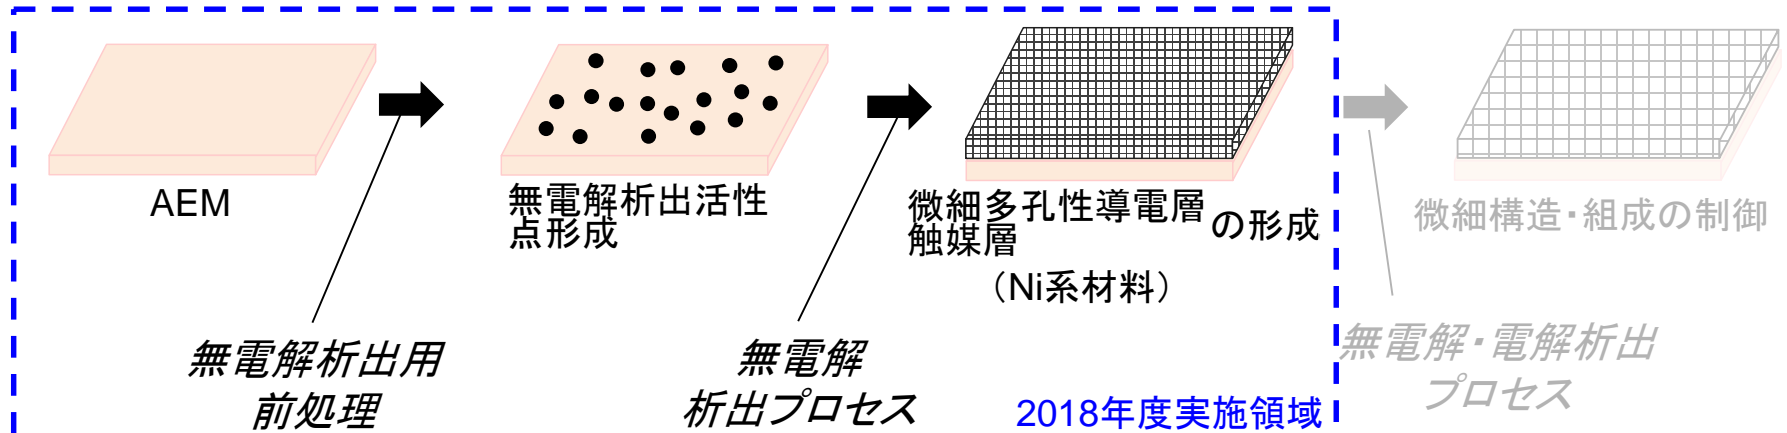 AEM
無電解析出活性
点形成
微細多孔性導電層
触媒層
の形成
（Ni系材料）
微細構造・組成の制御
無電解析出用
前処理
無電解
析出プロセス
2018年度実施領域
無電解・電解析出
プロセス